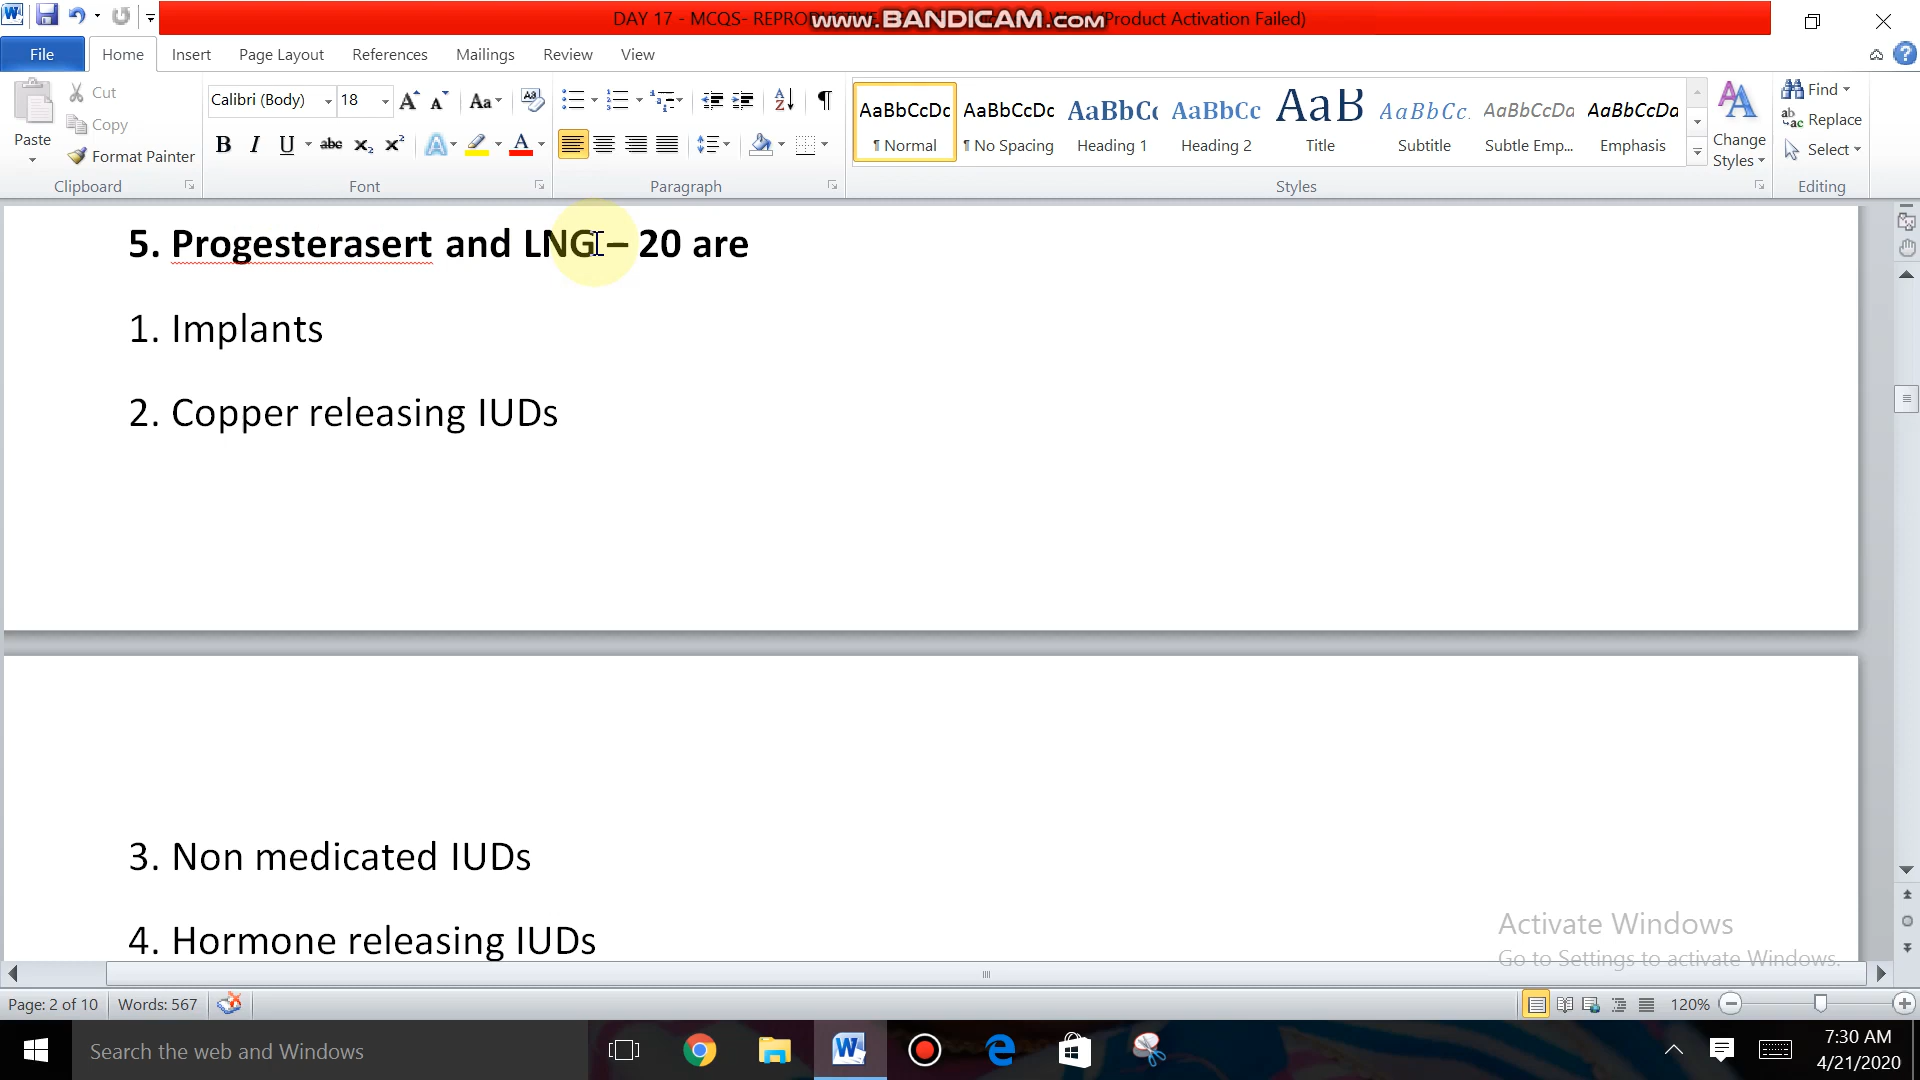 DAY 17 - MCQS- REPRODUCTIVE www.BANDICAM.com (Product Activation Failed)
File Home Insert Page Layout References Mailings Review View
Paste
Cut
Copy
Format Painter
Clipboard
Calibri (Body) 18
Font
Paragraph
AaBbCcDc AaBbCcDc AaBbCc AaBbCc AaB AaBbCc. AaBbCcDa AaBbCcDa
¶ Normal ¶ No Spacing Heading 1 Heading 2 Title Subtitle Subtle Emp... Emphasis
Styles
Change Styles
Find
Replace
Select
Editing
5. Progesterasert and LNG – 20 are
1. Implants
2. Copper releasing IUDs
3. Non medicated IUDs
4. Hormone releasing IUDs
Activate Windows
Go to Settings to activate Windows.
Page: 2 of 10 Words: 567 120%
Search the web and Windows
7:30 AM
4/21/2020